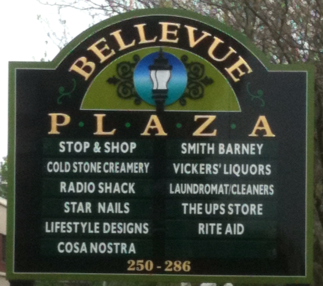 BELLEVUE
PLAZA
STOP & SHOP
COLD STONE CREAMERY
RADIO SHACK
STAR NAILS
LIFESTYLE DESIGNS
COSA NOSTRA
SMITH BARNEY
VICKERS' LIQUORS
LAUNDROMAT/CLEANERS
THE UPS STORE
RITE AID
250-286